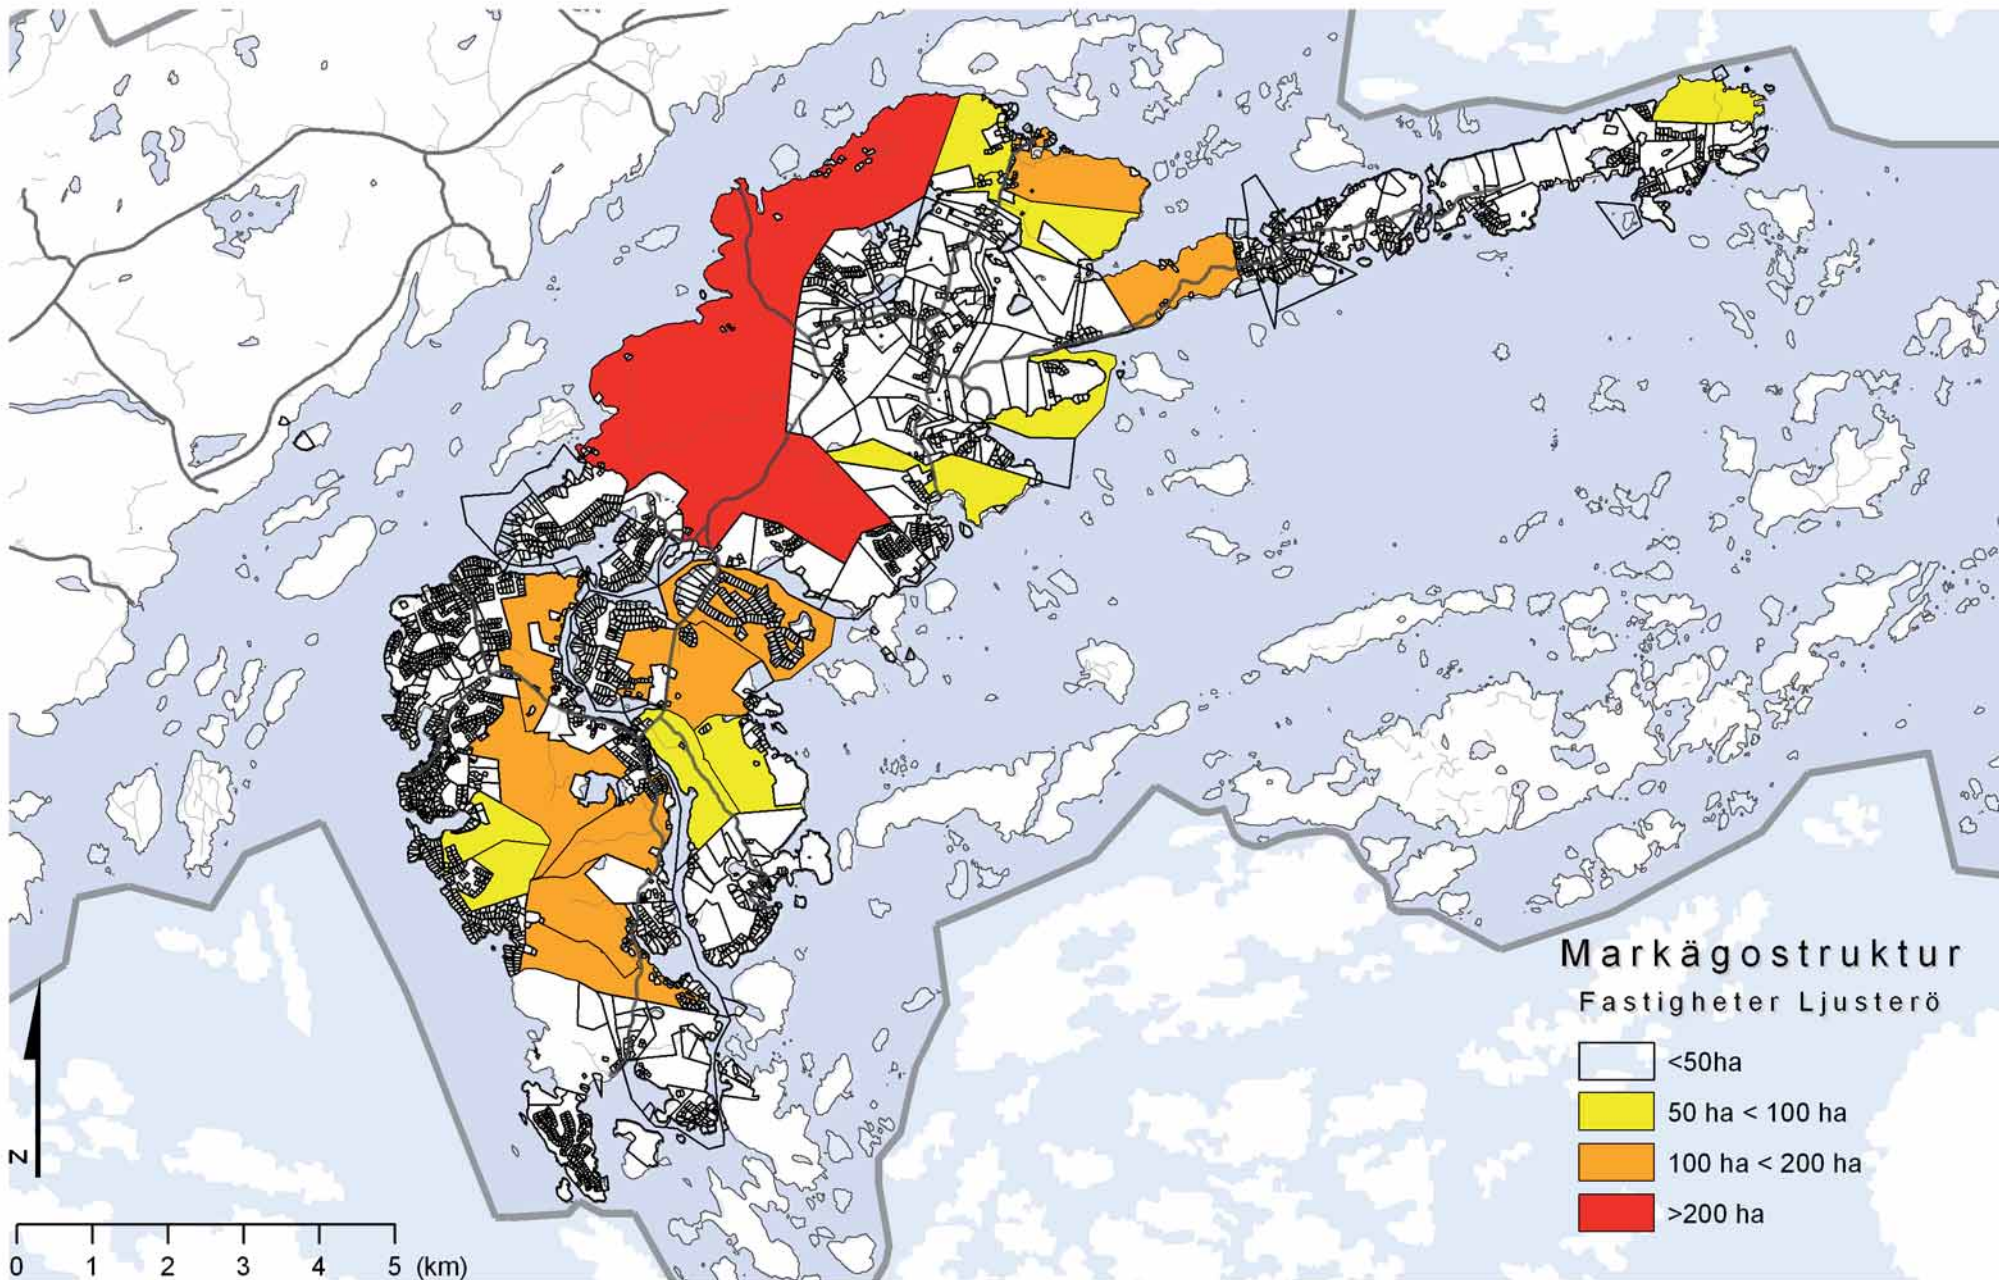 Markägostruktur
Fastigheter Ljusterö
<50ha
50 ha < 100 ha
100 ha < 200 ha
>200 ha
N
0 1 2 3 4 5 (km)